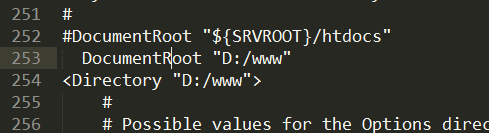 251 #
252 #DocumentRoot "${SRVROOT}/htdocs"
253 DocumentRoot "D:/www"
254 <Directory "D:/www">
255 #
256 # Possible values for the Options direc